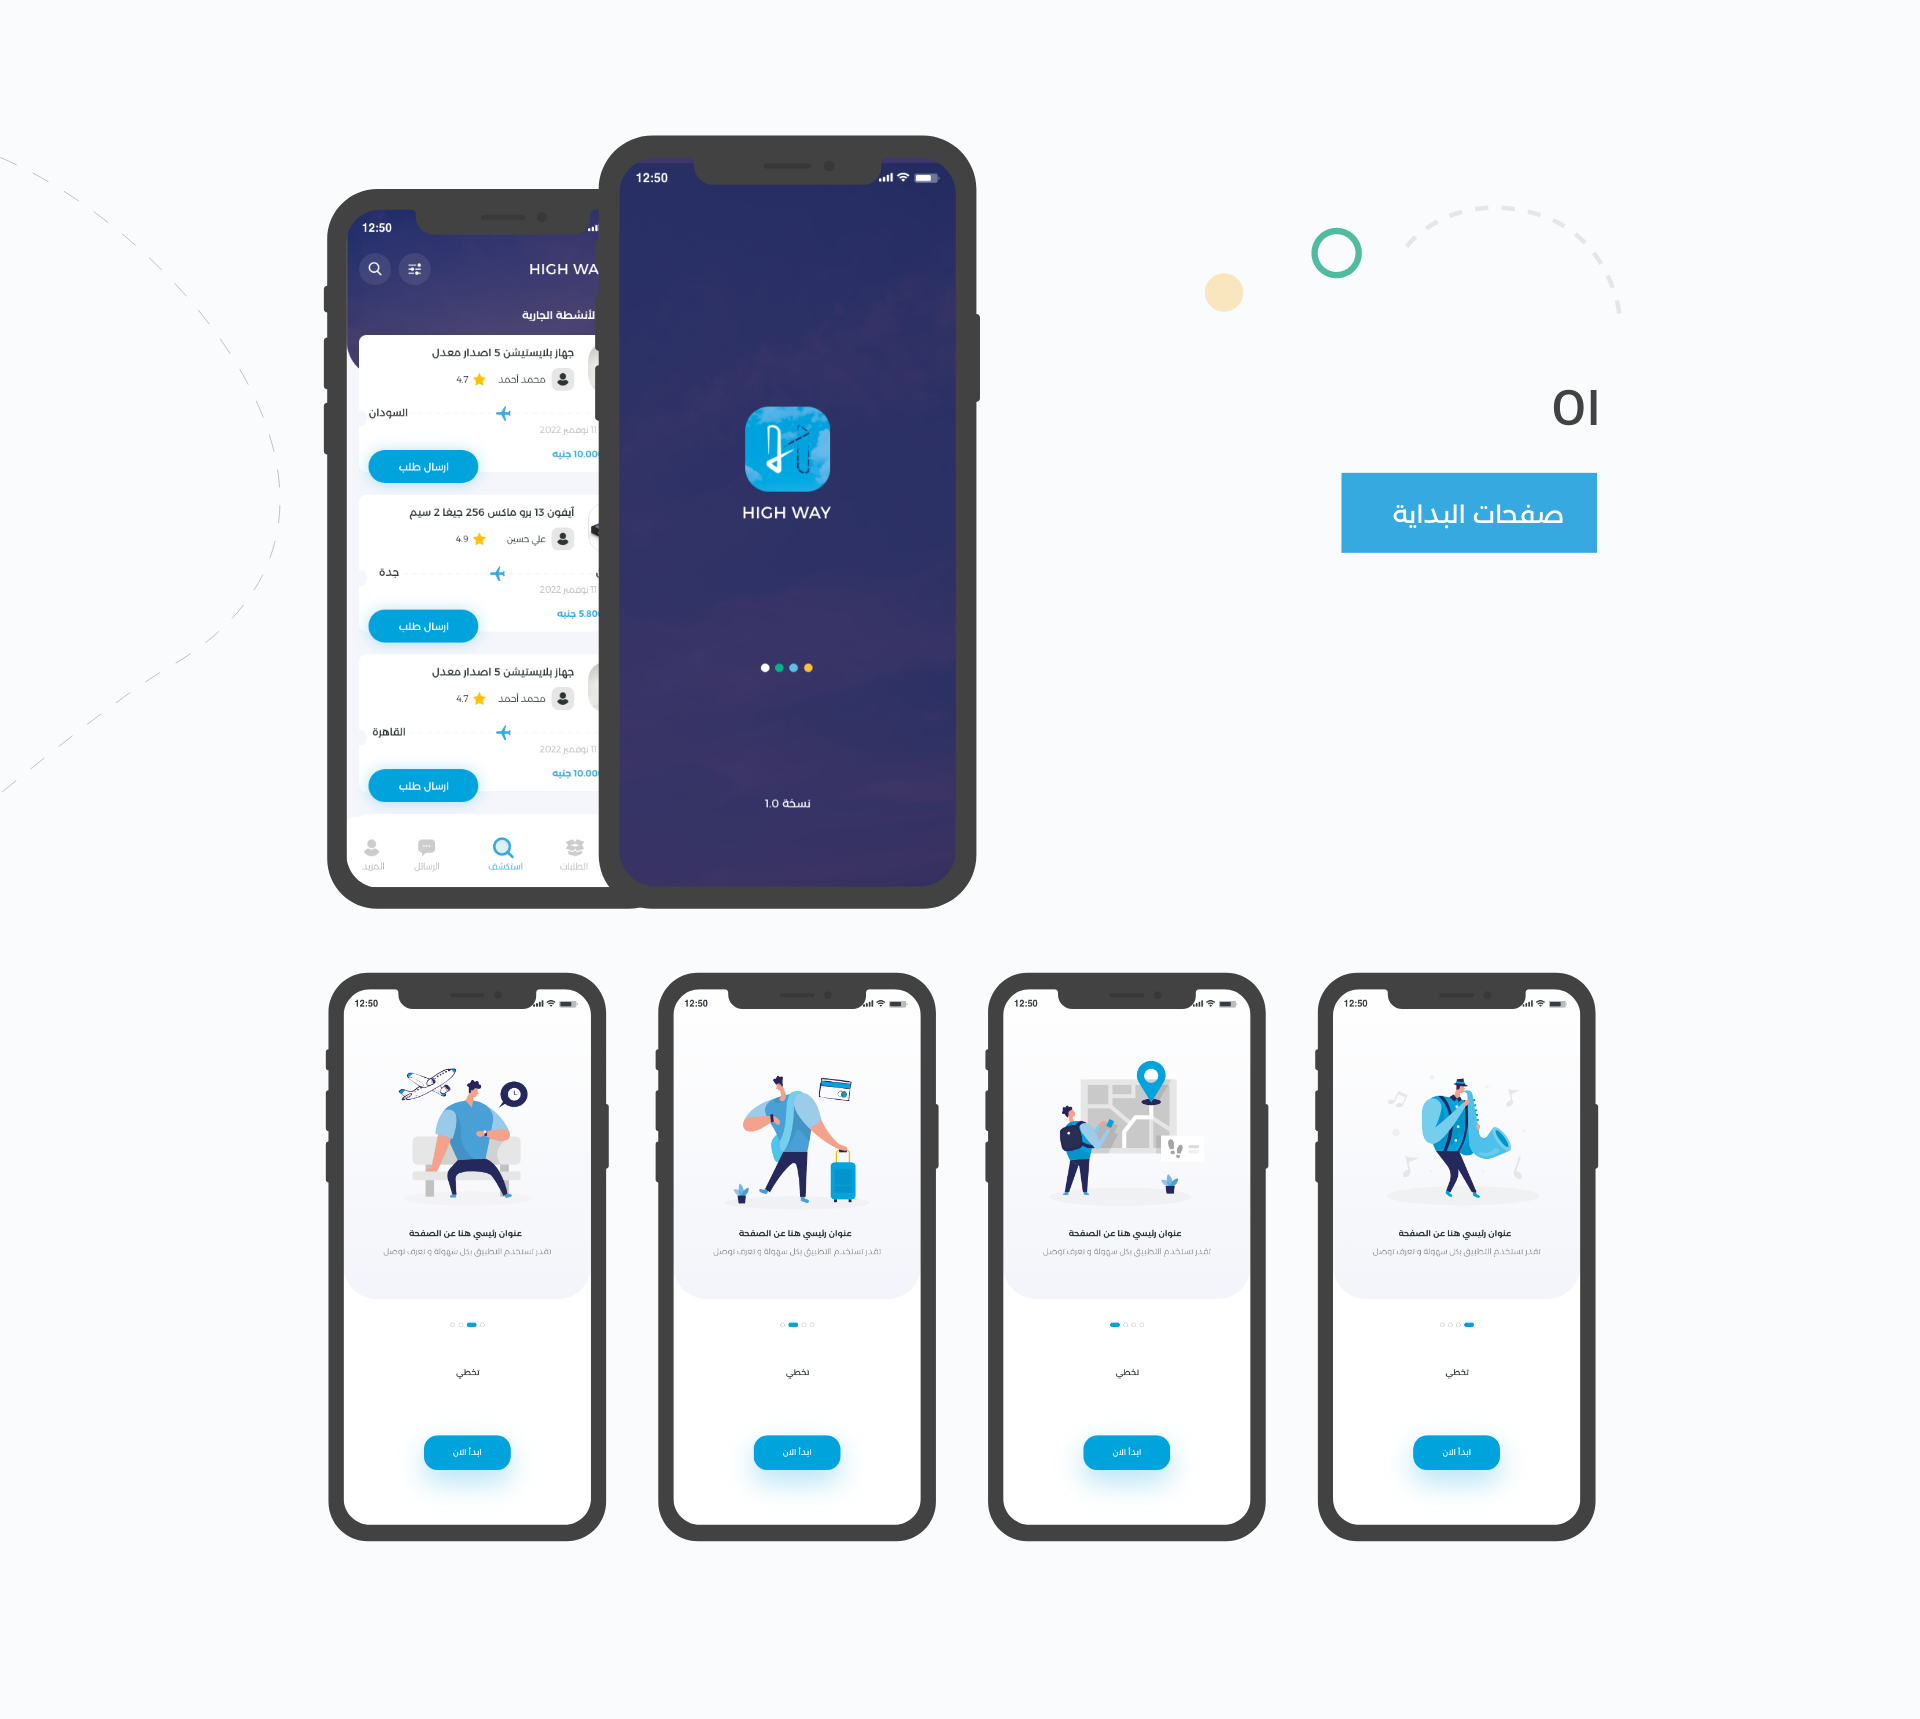 01
صفحات البداية
12:50
HIGH WAY
نسخة 1.0
12:50
HIGH WA
لأنشطة الجارية
جهاز بلايستيشن 5 اصدار معدل
محمد أحمد 4.7
السودان
11 نوفمبر 2022
10.00 جنيه
ارسال طلب
آيفون 13 برو ماكس 256 جيغا 2 سيم
علي حسين 4.9
جدة
11 نوفمبر 2022
5.80 جنيه
ارسال طلب
جهاز بلايستيشن 5 اصدار معدل
محمد أحمد 4.7
القاهرة
11 نوفمبر 2022
10.00 جنيه
ارسال طلب
الطلبات
استكشف
الرسائل
المزيد
12:50
عنوان رئيسي هنا عن الصفحة
تقدر تستخدم التطبيق بكل سهولة و تعرف توصل
تخطي
ابدأ الان
12:50
عنوان رئيسي هنا عن الصفحة
تقدر تستخدم التطبيق بكل سهولة و تعرف توصل
تخطي
ابدأ الان
12:50
عنوان رئيسي هنا عن الصفحة
تقدر تستخدم التطبيق بكل سهولة و تعرف توصل
تخطي
ابدأ الان
12:50
عنوان رئيسي هنا عن الصفحة
تقدر تستخدم التطبيق بكل سهولة و تعرف توصل
تخطي
ابدأ الان